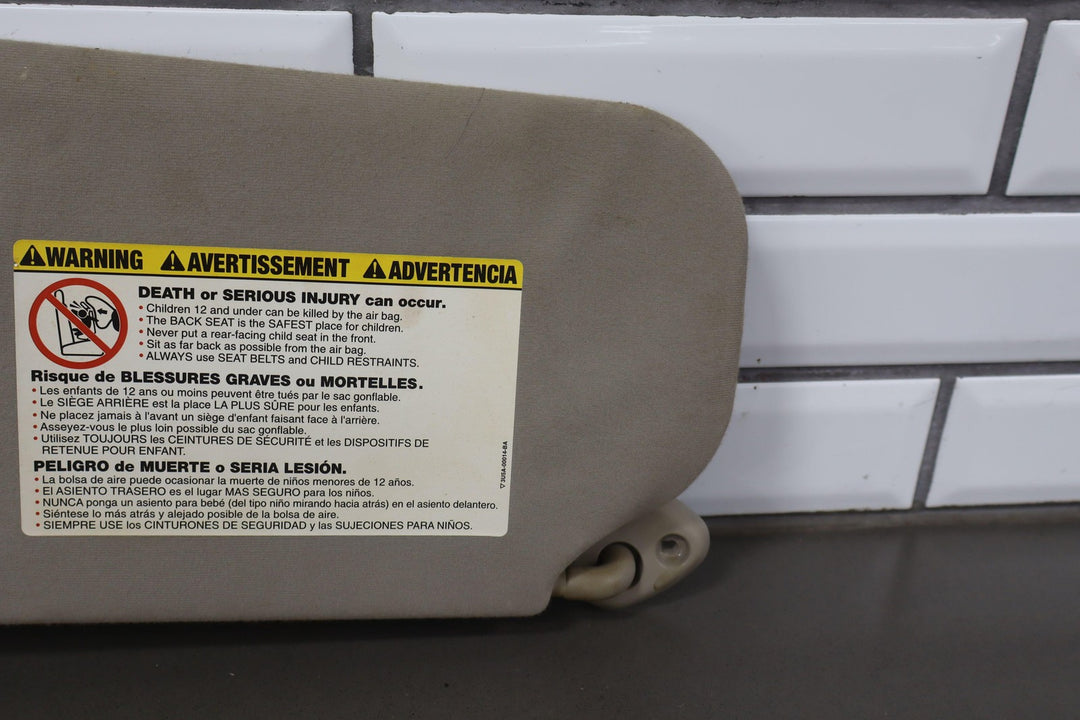 WARNING AVERTISSEMENT ADVERTENCIA
DEATH or SERIOUS INJURY can occur.
• Children 12 and under can be killed by the air bag.
• The BACK SEAT is the SAFEST place for children.
• Never put a rear-facing child seat in the front.
• Sit as far back as possible from the air bag.
• ALWAYS use SEAT BELTS and CHILD RESTRAINTS.
Risque de BLESSURES GRAVES ou MORTELLES.
• Les enfants de 12 ans ou moins peuvent être tués par le sac gonflable.
• Le SIÈGE ARRIÈRE est la place LA PLUS SÛRE pour les enfants.
• Ne placez jamais à l'avant un siège d'enfant faisant face à l'arrière.
• Asseyez-vous le plus loin possible du sac gonflable.
• Utilisez TOUJOURS les CEINTURES DE SÉCURITÉ et les DISPOSITIFS DE
RETENUE POUR ENFANT.
PELIGRO de MUERTE o SERIA LESIÓN.
• La bolsa de aire puede ocasionar la muerte de niños menores de 12 años.
• El ASIENTO TRASERO es el lugar MAS SEGURO para los niños.
• NUNCA ponga un asiento para bebé (del tipo niño mirando hacia atrás) en el asiento delantero.
• Siéntese lo más atrás y alejado posible de la bolsa de aire.
• SIEMPRE USE los CINTURONES DE SEGURIDAD y las SUJECIONES PARA NIÑOS.
3U5A-00014-BA